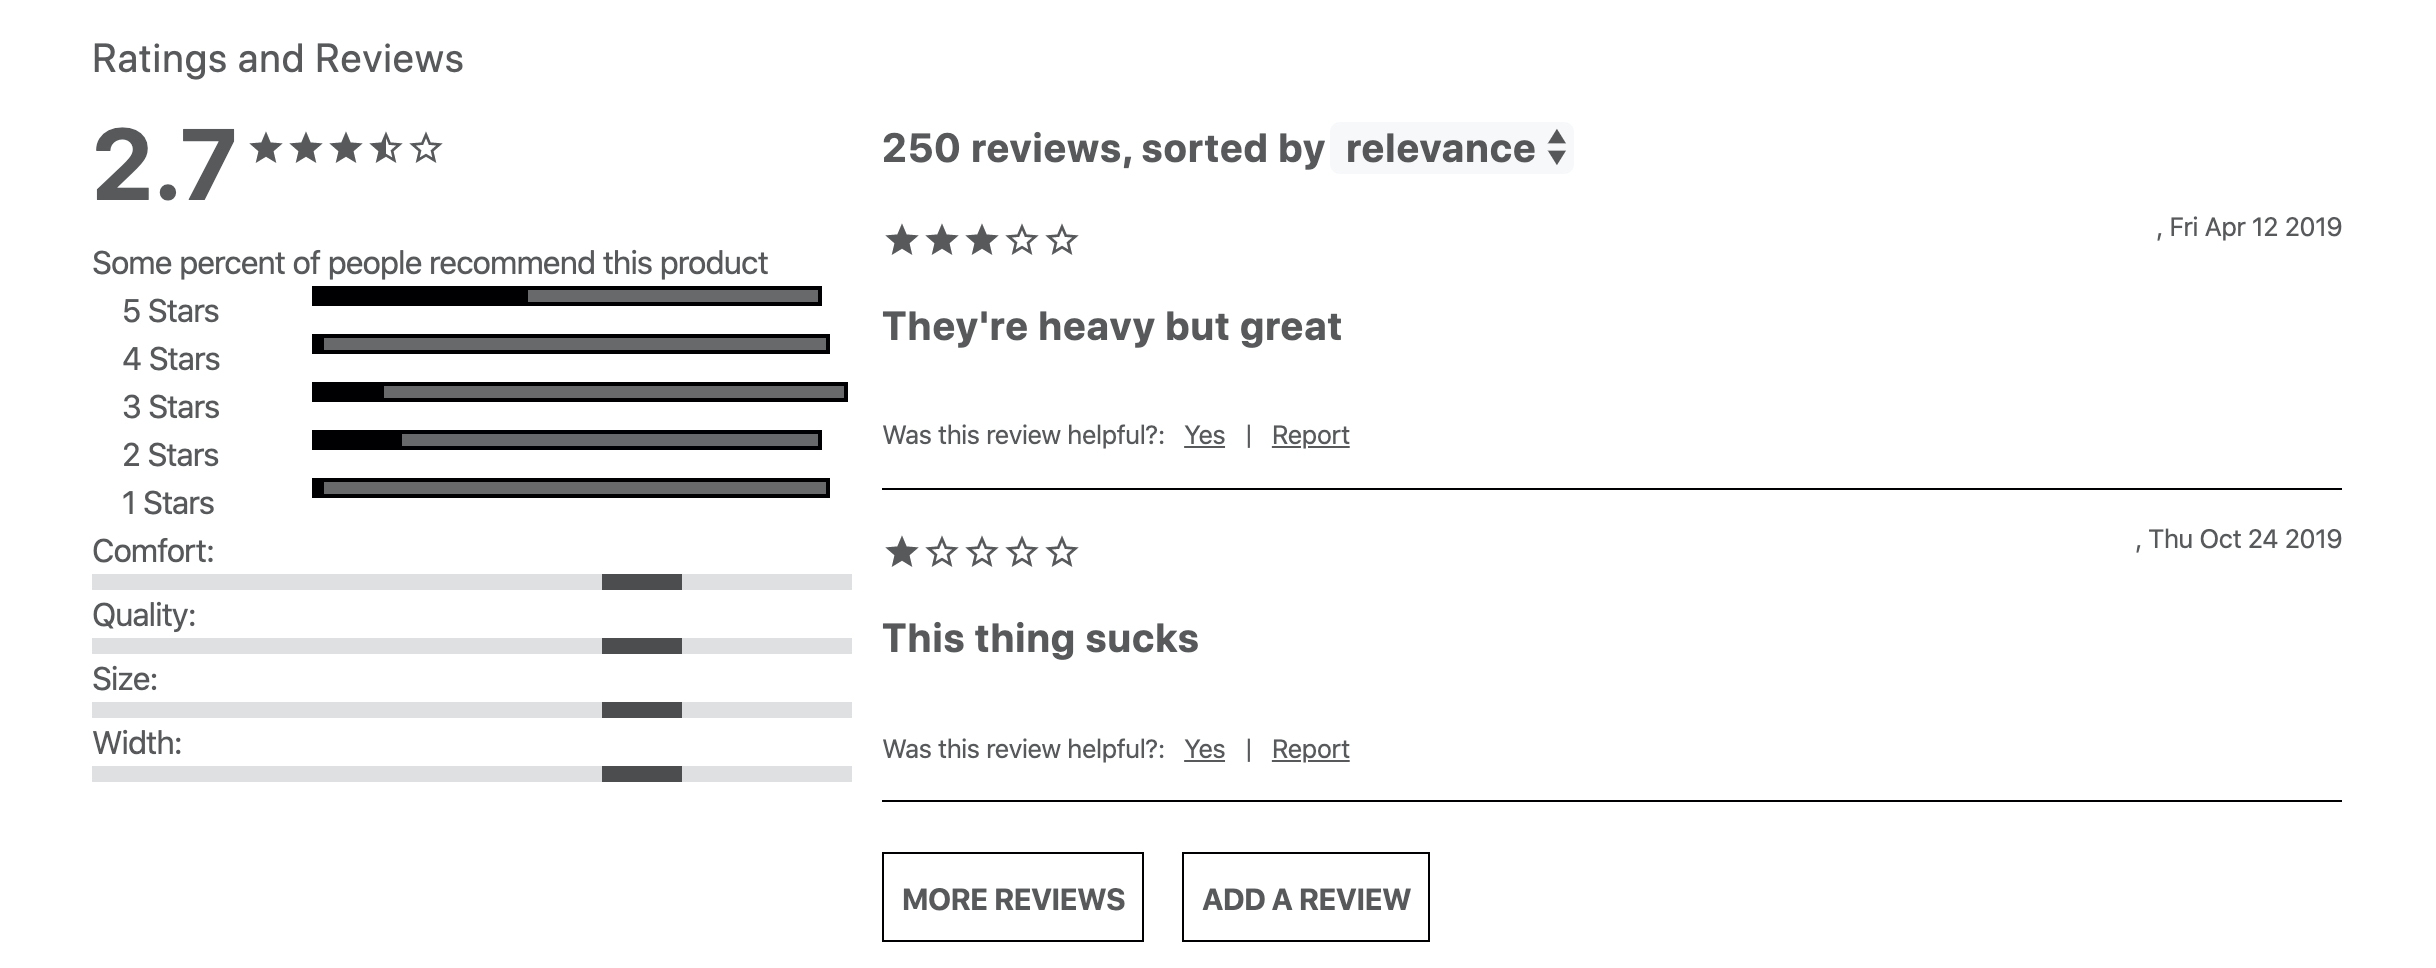 Ratings and Reviews
2.7
Some percent of people recommend this product
5 Stars
4 Stars
3 Stars
2 Stars
1 Stars
Comfort:
Quality:
Size:
Width:
250 reviews, sorted by relevance
, Fri Apr 12 2019
They're heavy but great
Was this review helpful?: Yes | Report
, Thu Oct 24 2019
This thing sucks
Was this review helpful?: Yes | Report
MORE REVIEWS
ADD A REVIEW